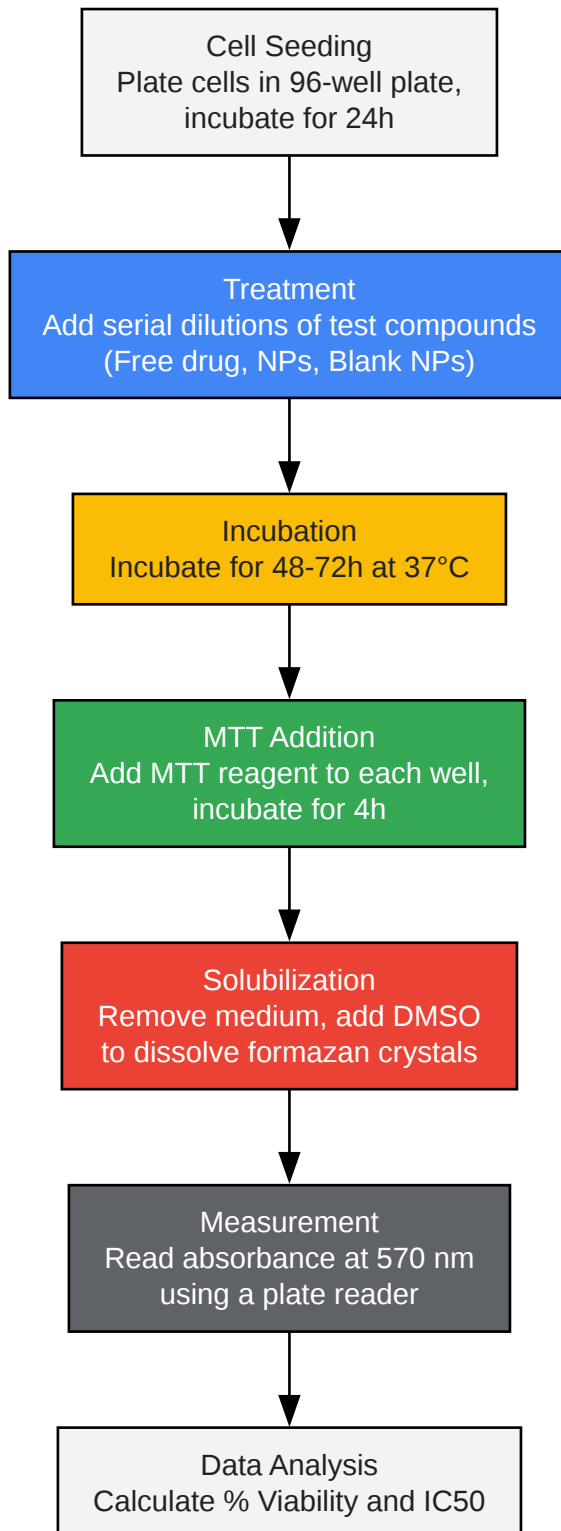 Cell Seeding
Plate cells in 96-well plate,
incubate for 24h
Treatment
Add serial dilutions of test compounds
(Free drug, NPs, Blank NPs)
Incubation
Incubate for 48-72h at 37°C
MTT Addition
Add MTT reagent to each well,
incubate for 4h
Solubilization
Remove medium, add DMSO
to dissolve formazan crystals
Measurement
Read absorbance at 570 nm
using a plate reader
Data Analysis
Calculate % Viability and IC50